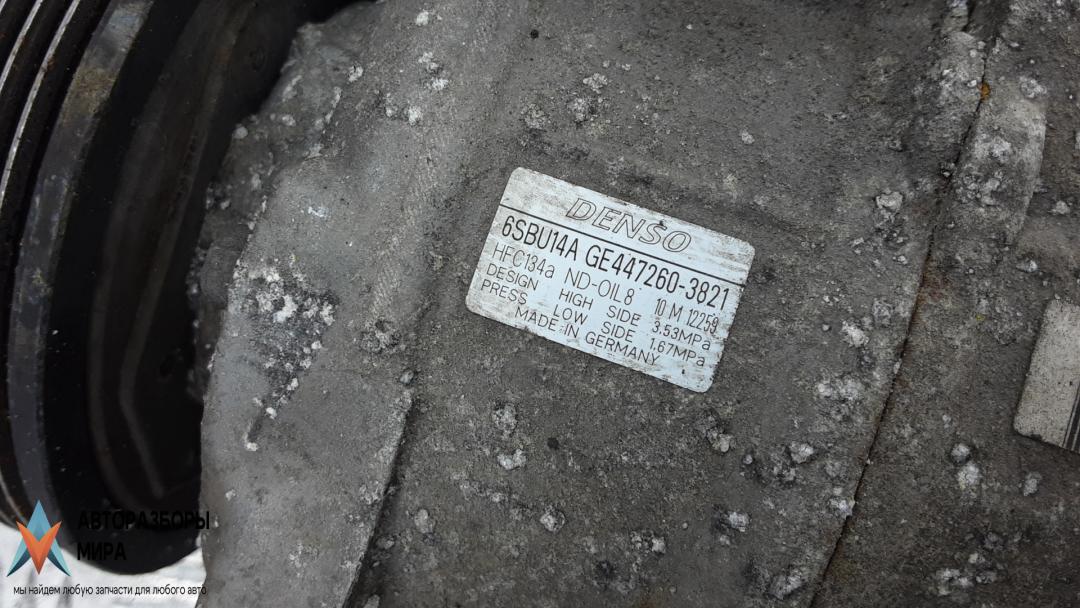 DENSO
6SBU14A GE447260-3821
HFC134a ND-OIL8 10 M 12259
DESIGN HIGH SIDE 3.53MPa
PRESS LOW SIDE 1.67MPa
MADE IN GERMANY
АВТОРАЗБОРЫ
МИРА
мы найдем любую запчасти для любого авто